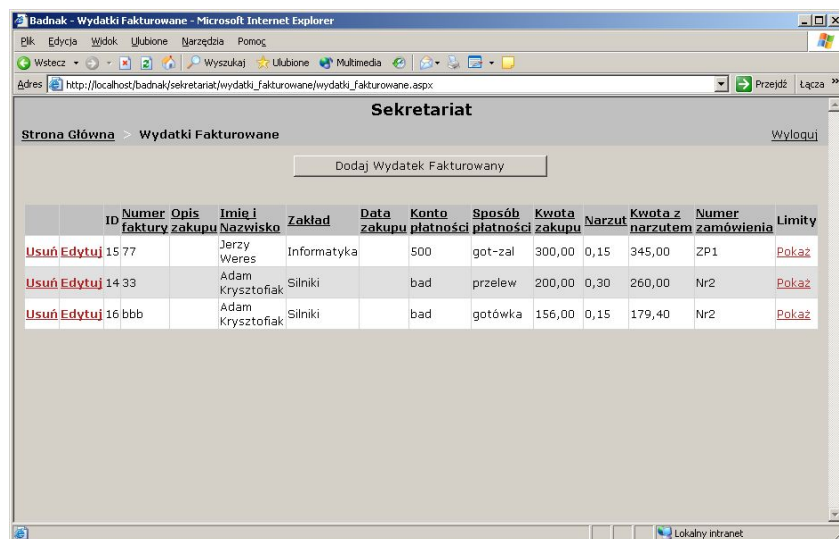 Badnak - Wydatki Fakturowane - Microsoft Internet Explorer
Plik Edycja Widok Ulubione Narzędzia Pomoc
Wstecz Wyszukaj Ulubione Multimedia
Adres http://localhost/badnak/sekretariat/wydatki_fakturowane/wydatki_fakturowane.aspx Przejdź Łącza »
Sekretariat
Strona Główna > Wydatki Fakturowane Wyloguj
Dodaj Wydatek Fakturowany
ID Numer faktury Opis zakupu Imię i Nazwisko Zakład Data zakupu Konto płatności Sposób płatności Kwota zakupu Narzut Kwota z narzutem Numer zamówienia Limity
Usuń Edytuj 15 77 Jerzy Weres Informatyka 500 got-zal 300,00 0,15 345,00 ZP1 Pokaż
Usuń Edytuj 14 33 Adam Krysztofiak Silniki bad przelew 200,00 0,30 260,00 Nr2 Pokaż
Usuń Edytuj 16 bbb Adam Krysztofiak Silniki bad gotówka 156,00 0,15 179,40 Nr2 Pokaż
Lokalny intranet